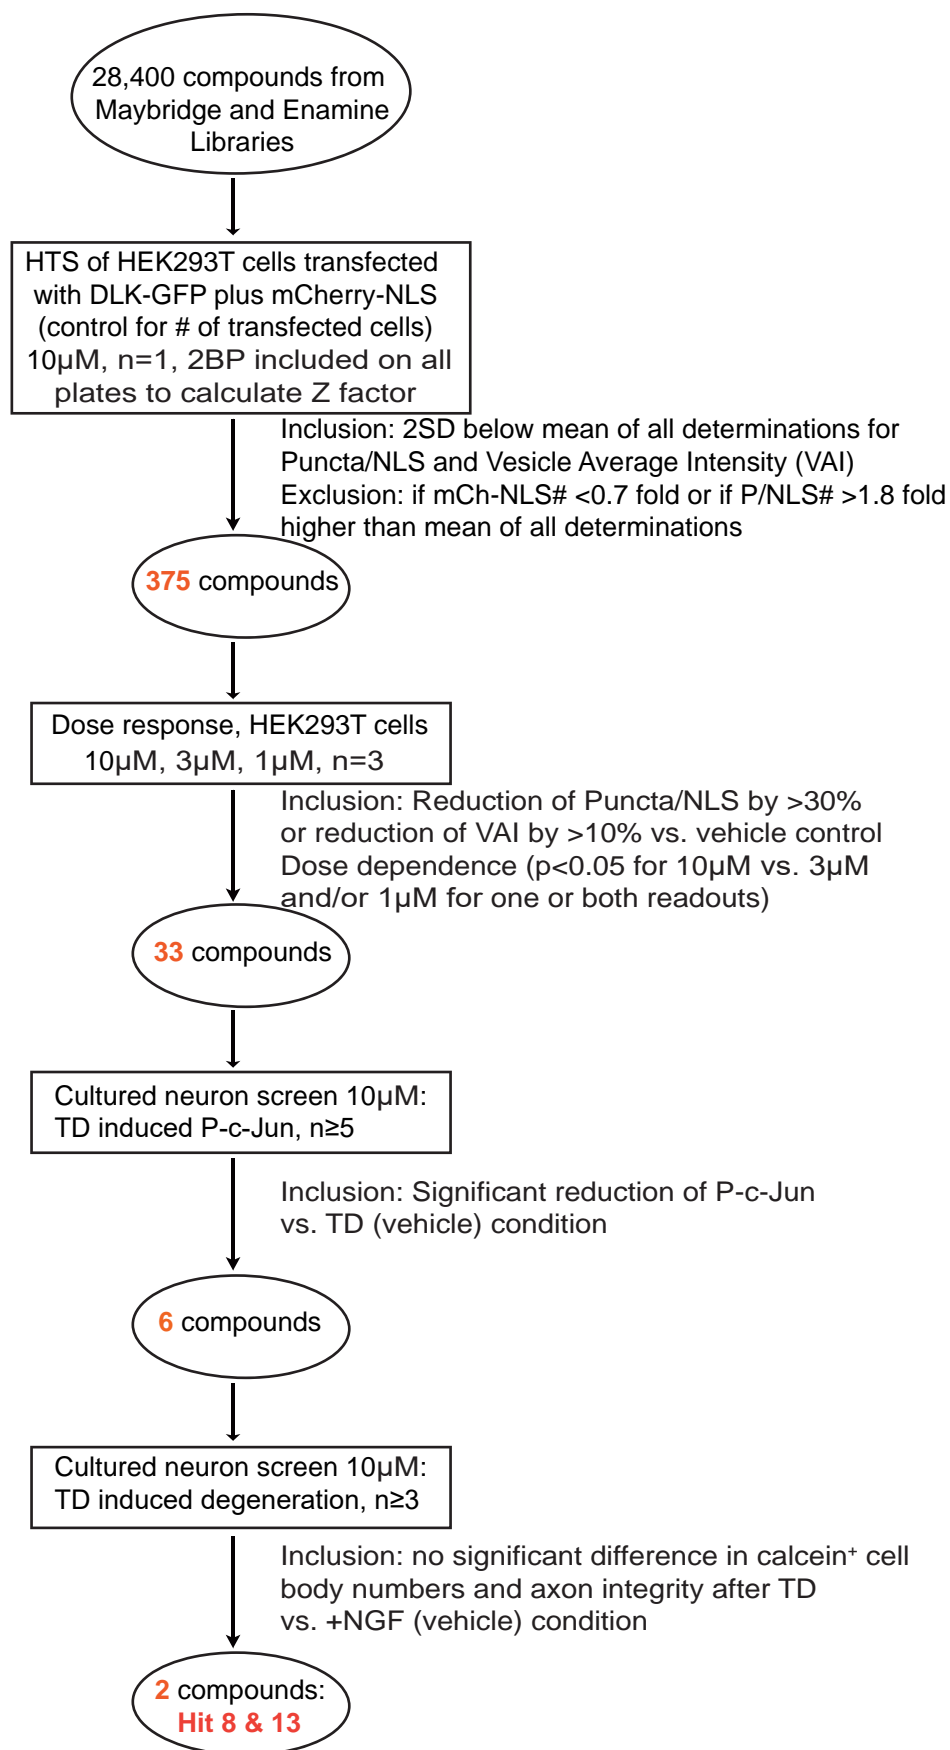 28,400 compounds from
Maybridge and Enamine
Libraries
HTS of HEK293T cells transfected
with DLK-GFP plus mCherry-NLS
(control for # of transfected cells)
10µM, n=1, 2BP included on all
plates to calculate Z factor
Inclusion: 2SD below mean of all determinations for
Puncta/NLS and Vesicle Average Intensity (VAI)
Exclusion: if mCh-NLS# <0.7 fold or if P/NLS# >1.8 fold
higher than mean of all determinations
375 compounds
Dose response, HEK293T cells
10µM, 3µM, 1µM, n=3
Inclusion: Reduction of Puncta/NLS by >30%
or reduction of VAI by >10% vs. vehicle control
Dose dependence (p<0.05 for 10µM vs. 3µM
and/or 1µM for one or both readouts)
33 compounds
Cultured neuron screen 10µM:
TD induced P-c-Jun, n≥5
Inclusion: Significant reduction of P-c-Jun
vs. TD (vehicle) condition
6 compounds
Cultured neuron screen 10µM:
TD induced degeneration, n≥3
Inclusion: no significant difference in calcein⁺ cell
body numbers and axon integrity after TD
vs. +NGF (vehicle) condition
2 compounds:
Hit 8 & 13